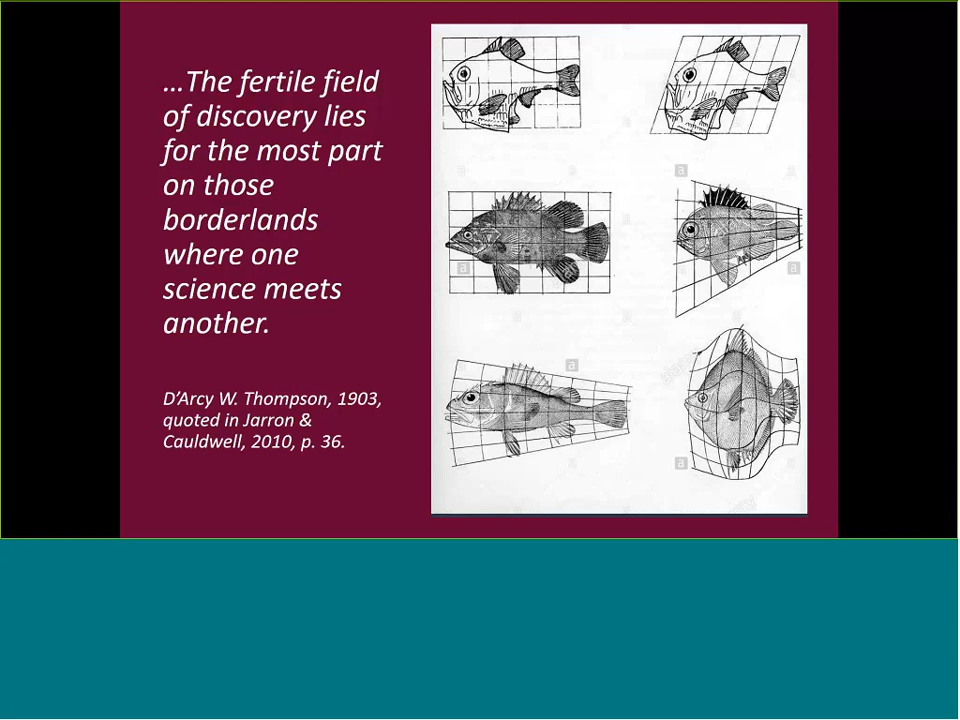 …The fertile field
of discovery lies
for the most part
on those
borderlands
where one
science meets
another.
D’Arcy W. Thompson, 1903,
quoted in Jarron &
Cauldwell, 2010, p. 36.
a
a
a
a
a